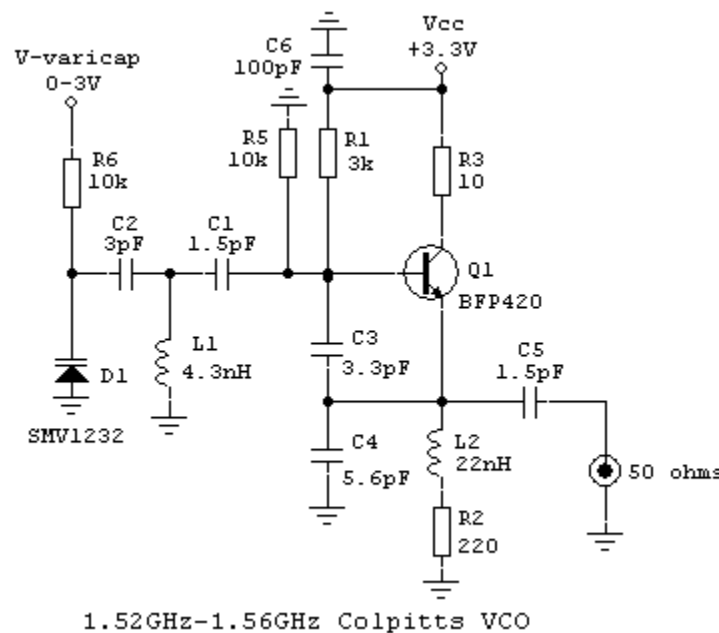 Vcc
+3.3V
C6
100pF
V-varicap
0-3V
R5
10k
R1
3k
R3
10
R6
10k
C2
3pF
C1
1.5pF
Q1
BFP420
L1
4.3nH
D1
SMV1232
C3
3.3pF
C5
1.5pF
C4
5.6pF
L2
22nH
50 ohms
R2
220
1.52GHz-1.56GHz Colpitts VCO